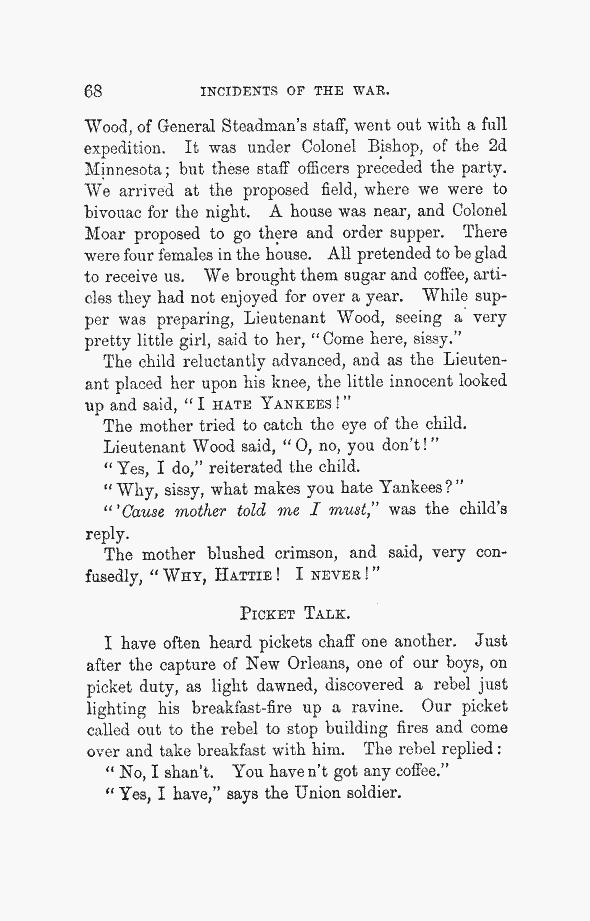 68 INCIDENTS OF THE WAR.
Wood, of General Steadman's staff, went out with a full
expedition. It was under Colonel Bishop, of the 2d
Minnesota; but these staff officers preceded the party.
We arrived at the proposed field, where we were to
bivouac for the night. A house was near, and Colonel
Moar proposed to go there and order supper. There
were four females in the house. All pretended to be glad
to receive us. We brought them sugar and coffee, arti-
cles they had not enjoyed for over a year. While sup-
per was preparing, Lieutenant Wood, seeing a very
pretty little girl, said to her, "Come here, sissy."
The child reluctantly advanced, and as the Lieuten-
ant placed her upon his knee, the little innocent looked
up and said, "I HATE YANKEES!"
The mother tried to catch the eye of the child.
Lieutenant Wood said, "O, no, you don't!"
"Yes, I do," reiterated the child.
"Why, sissy, what makes you hate Yankees?"
"'Cause mother told me I must," was the child's
reply.
The mother blushed crimson, and said, very con-
fusedly, "WHY, HATTIE! I NEVER!"
PICKET TALK.
I have often heard pickets chaff one another. Just
after the capture of New Orleans, one of our boys, on
picket duty, as light dawned, discovered a rebel just
lighting his breakfast-fire up a ravine. Our picket
called out to the rebel to stop building fires and come
over and take breakfast with him. The rebel replied:
"No, I shan't. You haven't got any coffee."
"Yes, I have," says the Union soldier.